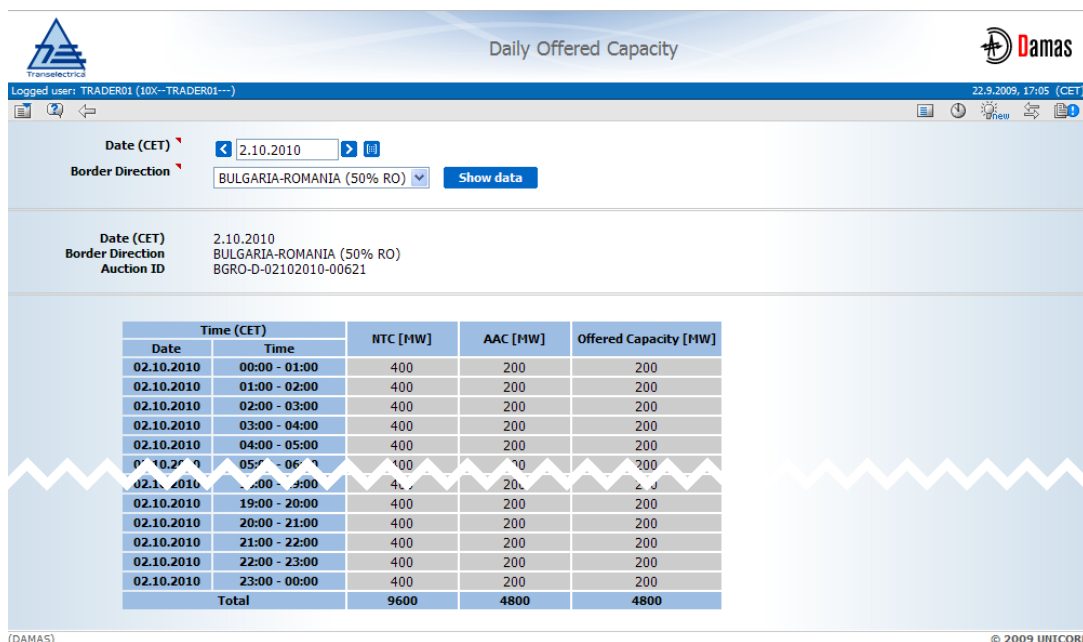 Daily Offered Capacity
Transelectrica
Damas
Logged user: TRADER01 (10X--TRADER01---) 22.9.2009, 17:05 (CET)
new
Date (CET) 2.10.2010
Border Direction BULGARIA-ROMANIA (50% RO) Show data
Date (CET) 2.10.2010
Border Direction BULGARIA-ROMANIA (50% RO)
Auction ID BGRO-D-02102010-00621
Time (CET) NTC [MW] AAC [MW] Offered Capacity [MW]
Date Time
02.10.2010 00:00 - 01:00 400 200 200
02.10.2010 01:00 - 02:00 400 200 200
02.10.2010 02:00 - 03:00 400 200 200
02.10.2010 03:00 - 04:00 400 200 200
02.10.2010 04:00 - 05:00 400 200 200
400 200
02.10.2010 19:00 - 20:00 400 200 200
02.10.2010 20:00 - 21:00 400 200 200
02.10.2010 21:00 - 22:00 400 200 200
02.10.2010 22:00 - 23:00 400 200 200
02.10.2010 23:00 - 00:00 400 200 200
Total 9600 4800 4800
(DAMAS) © 2009 UNICOR